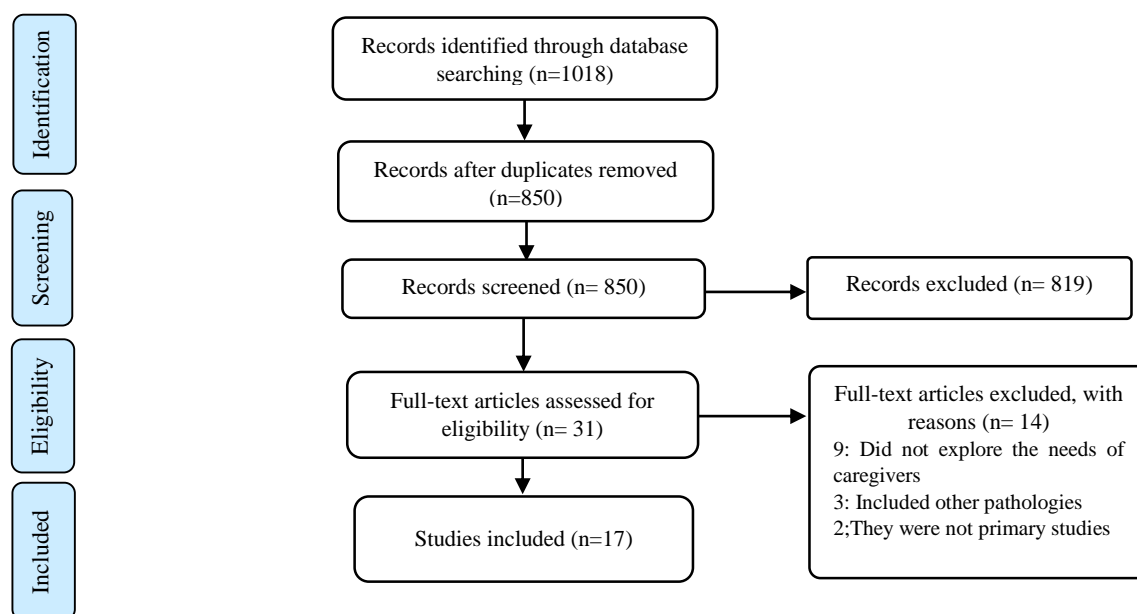 Identification
Records identified through database
searching (n=1018)
Records after duplicates removed
(n=850)
Screening
Records screened (n= 850)
Records excluded (n= 819)
Eligibility
Full-text articles assessed for
eligibility (n= 31)
Full-text articles excluded, with
reasons (n= 14)
9: Did not explore the needs of
caregivers
3: Included other pathologies
2;They were not primary studies
Included
Studies included (n=17)